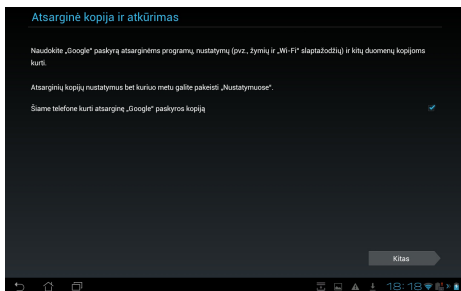 Atsarginė kopija ir atkūrimas
Naudokite „Google“ paskyrą atsarginėms programų, nustatymų (pvz., žymių ir „Wi-Fi“ slaptažodžių) ir kitų duomenų kopijoms
kurti.
Atsarginių kopijų nustatymus bet kuriuo metu galite pakeisti „Nustatymuose“.
Šiame telefone kurti atsarginę „Google“ paskyros kopiją
Kitas
18:18